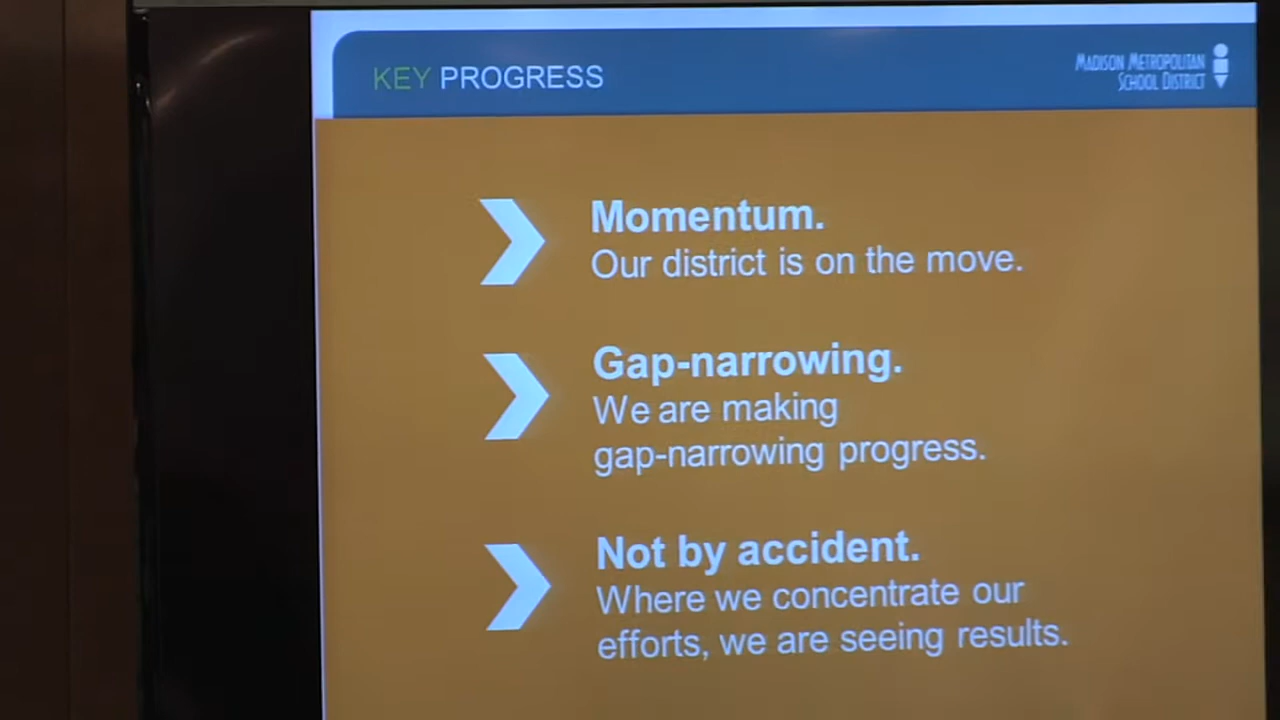 KEY PROGRESS
MADISON METROPOLITAN
SCHOOL DISTRICT
Momentum.
Our district is on the move.
Gap-narrowing.
We are making
gap-narrowing progress.
Not by accident.
Where we concentrate our
efforts, we are seeing results.